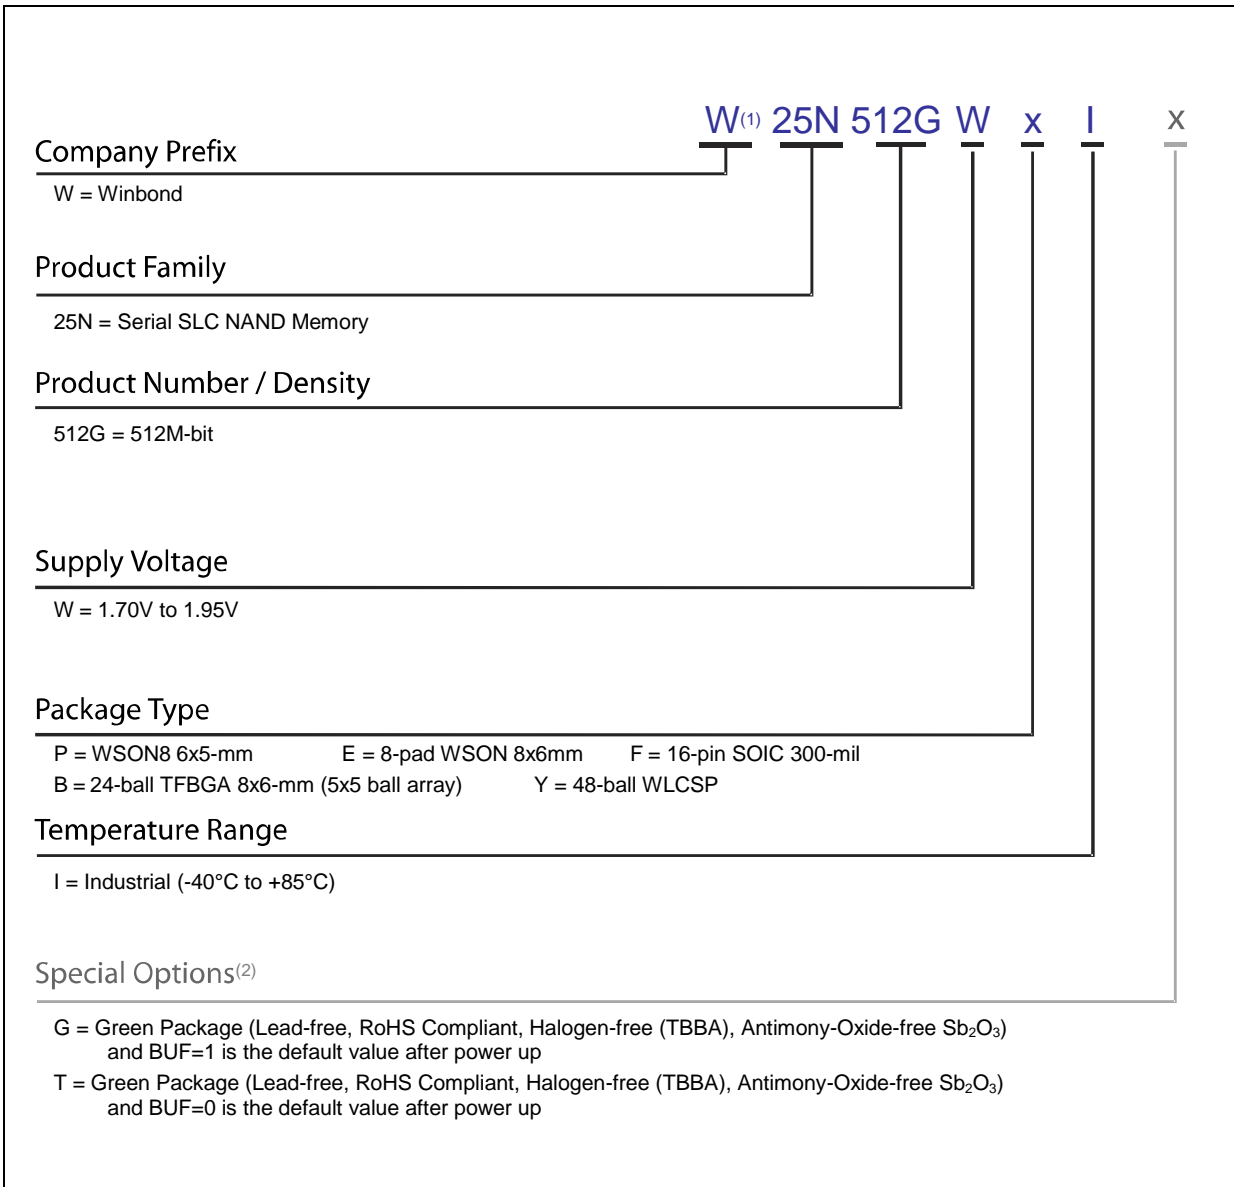 W(1) 25N 512G W x I x
Company Prefix
W = Winbond
Product Family
25N = Serial SLC NAND Memory
Product Number / Density
512G = 512M-bit
Supply Voltage
W = 1.70V to 1.95V
Package Type
P = WSON8 6x5-mm E = 8-pad WSON 8x6mm F = 16-pin SOIC 300-mil
B = 24-ball TFBGA 8x6-mm (5x5 ball array) Y = 48-ball WLCSP
Temperature Range
I = Industrial (-40°C to +85°C)
Special Options(2)
G = Green Package (Lead-free, RoHS Compliant, Halogen-free (TBBA), Antimony-Oxide-free Sb₂O₃)
and BUF=1 is the default value after power up
T = Green Package (Lead-free, RoHS Compliant, Halogen-free (TBBA), Antimony-Oxide-free Sb₂O₃)
and BUF=0 is the default value after power up